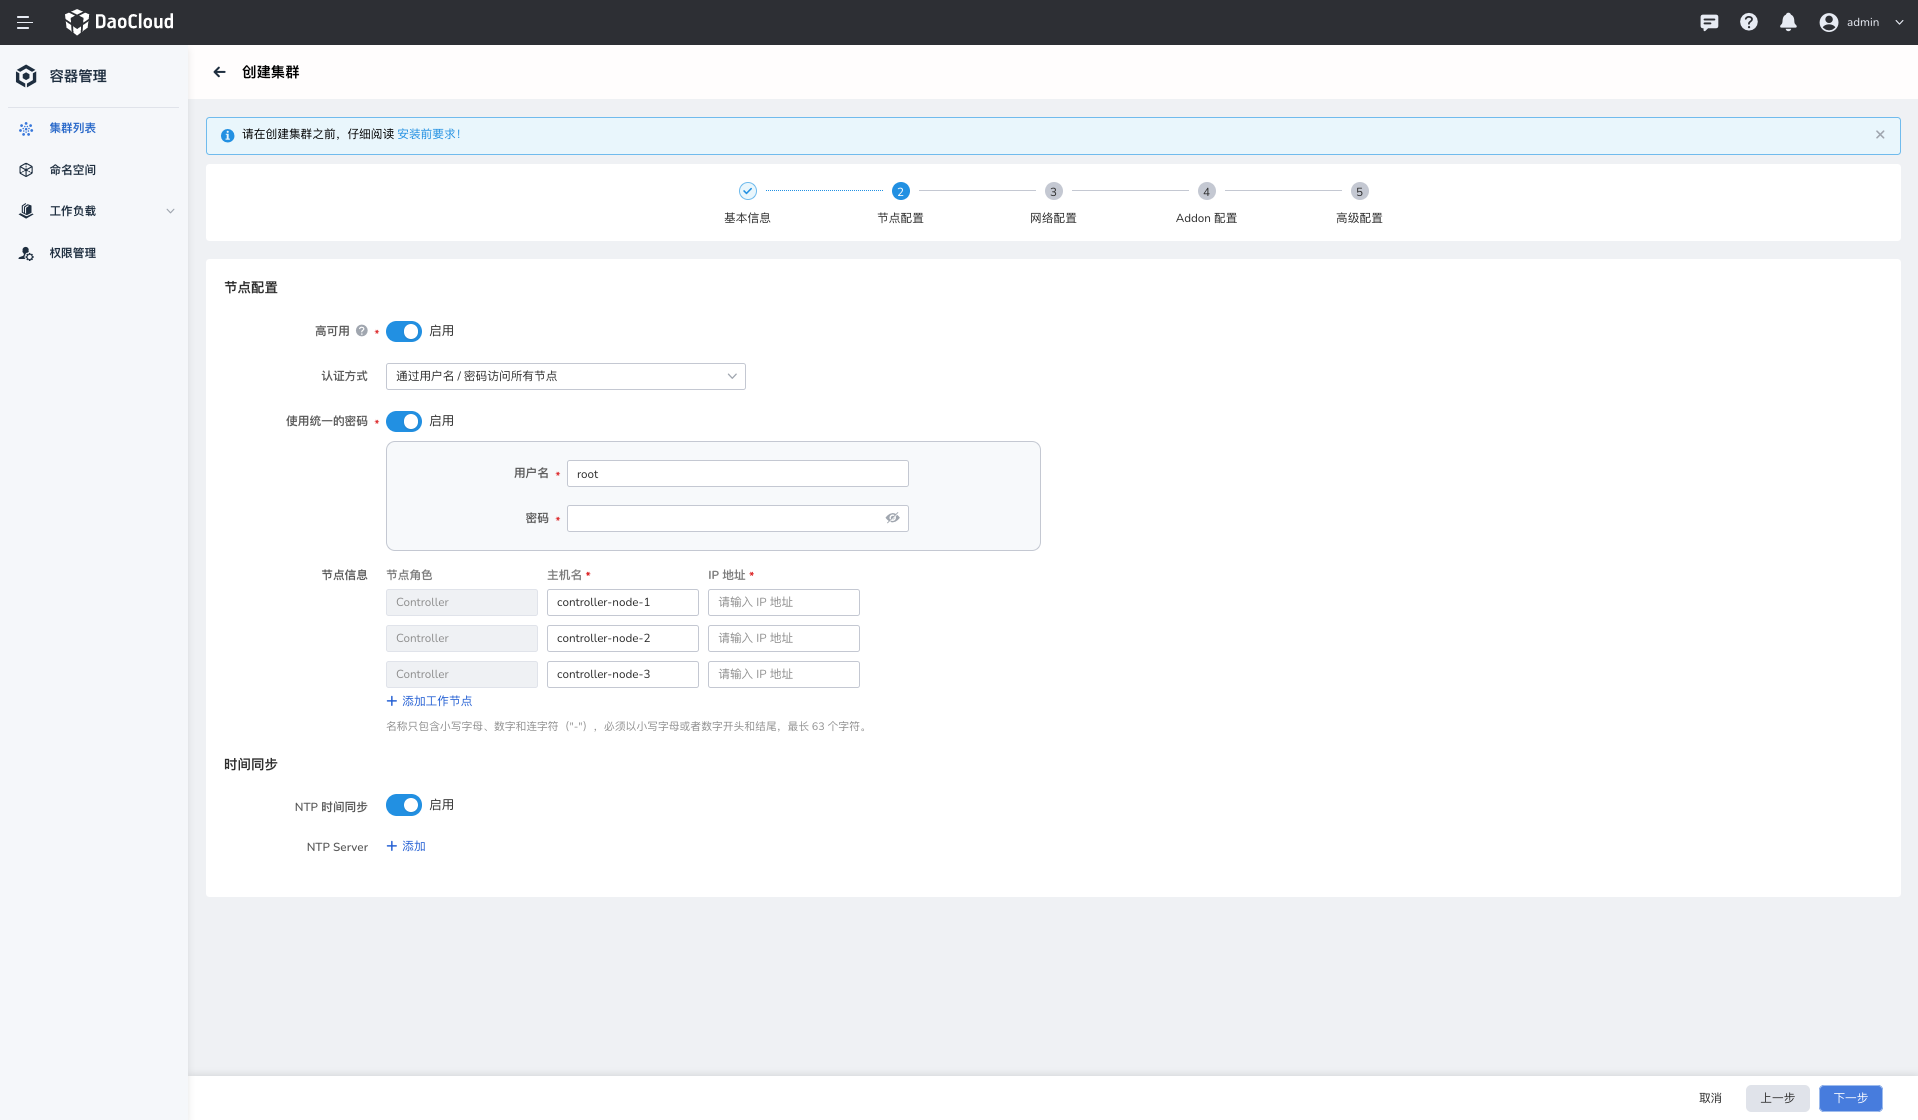 DaoCloud
admin
容器管理
集群列表
命名空间
工作负载
权限管理
创建集群
请在创建集群之前，仔细阅读 安装前要求！
2
3
4
5
基本信息
节点配置
网络配置
Addon 配置
高级配置
节点配置
高可用 ? * 启用
认证方式 通过用户名 / 密码访问所有节点
使用统一的密码 * 启用
用户名 * root
密码 *
节点信息 节点角色 主机名 * IP 地址 *
Controller controller-node-1 请输入 IP 地址
Controller controller-node-2 请输入 IP 地址
Controller controller-node-3 请输入 IP 地址
+ 添加工作节点
名称只包含小写字母、数字和连字符（"-"），必须以小写字母或者数字开头和结尾，最长 63 个字符。
时间同步
NTP 时间同步 启用
NTP Server + 添加
取消 上一步 下一步